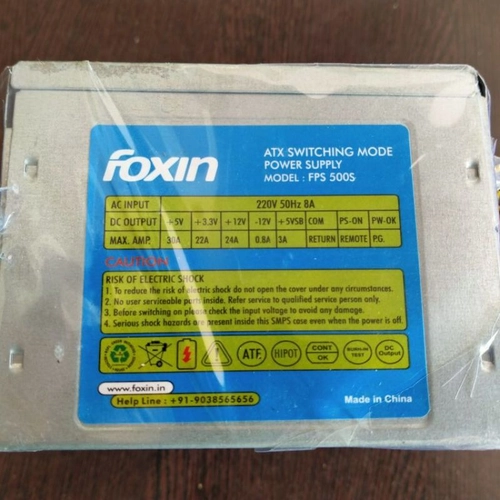 foxin
ATX SWITCHING MODE
POWER SUPPLY
MODEL : FPS 500S
AC INPUT 220V 50Hz 8A
DC OUTPUT +5V +3.3V +12V -12V +5VSB COM PS-ON PW-OK
MAX. AMP. 30A 22A 24A 0.8A 3A RETURN REMOTE P.G.
CAUTION
RISK OF ELECTRIC SHOCK
1. To reduce the risk of electric shock do not open the cover under any circumstances.
2. No user serviceable parts inside. Refer service to qualified service person only.
3. Before switching on please check the input voltage to avoid any damage.
4. Serious shock hazards are present inside this SMPS case even when the power is off.
ATE HIPOT CONT OK TEST DC Output
www.foxin.in
Help Line : +91-9038565656
Made in China